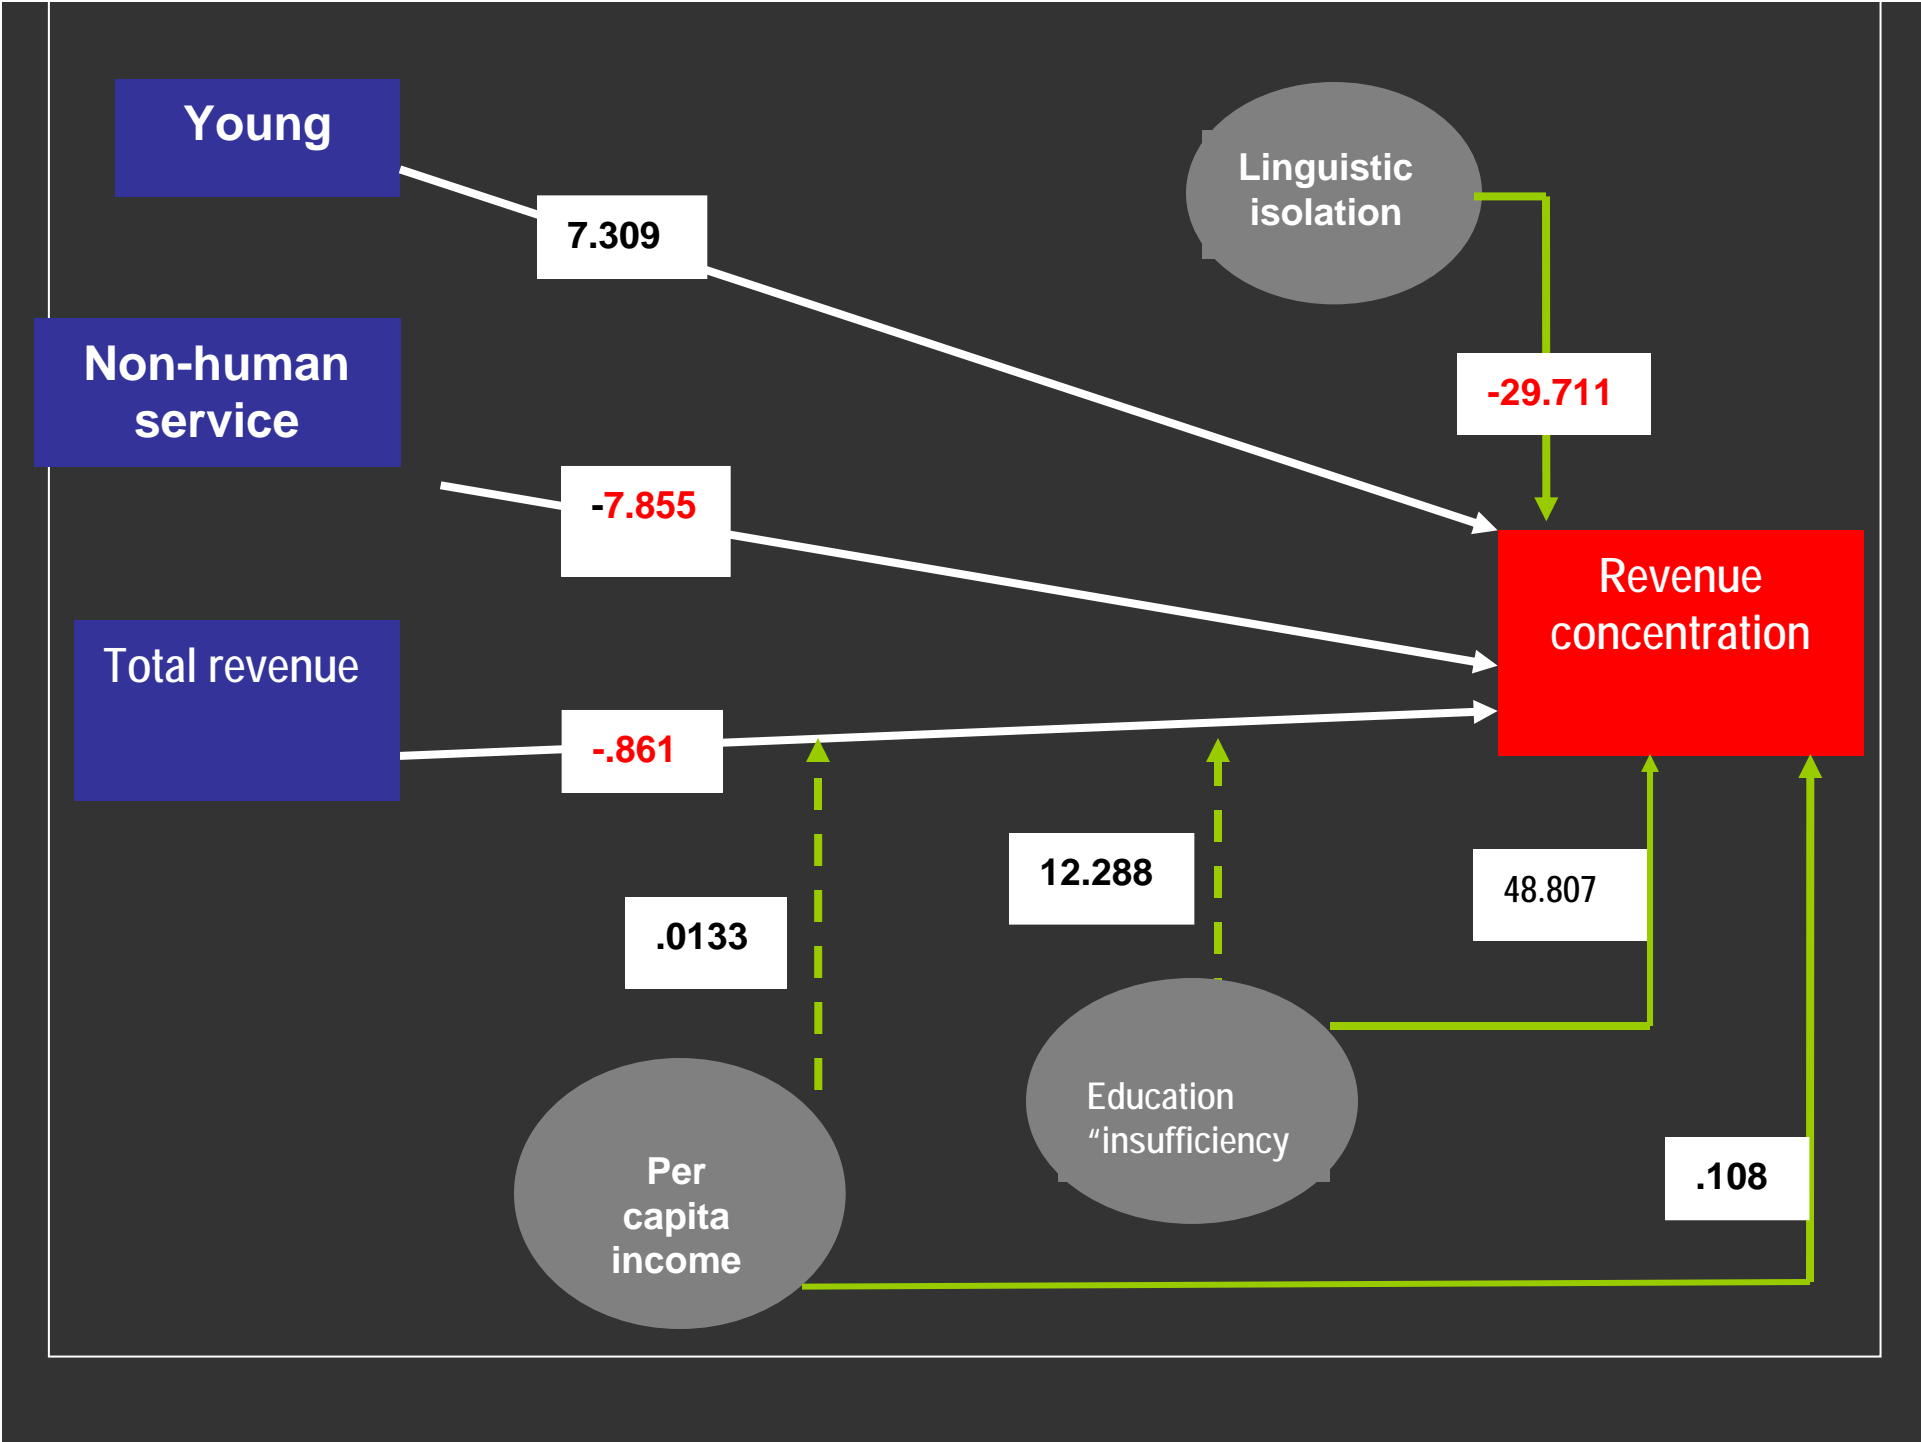 Young
Linguistic
isolation
7.309
Non-human
service
-29.711
-7.855
Revenue
concentration
Total revenue
-.861
12.288
48.807
.0133
Education
“insufficiency
Per
capita
income
.108